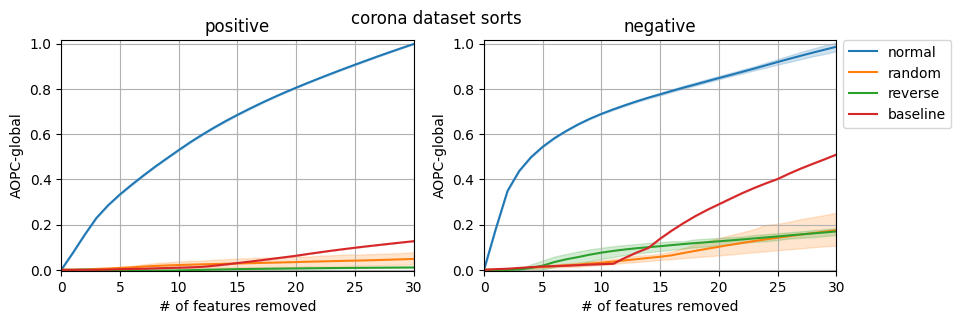 corona dataset sorts
positive
negative
AOPC-global
1.0
0.8
0.6
0.4
0.2
0.0
0 5 10 15 20 25 30
# of features removed
AOPC-global
1.0
0.8
0.6
0.4
0.2
0.0
0 5 10 15 20 25 30
# of features removed
normal
random
reverse
baseline